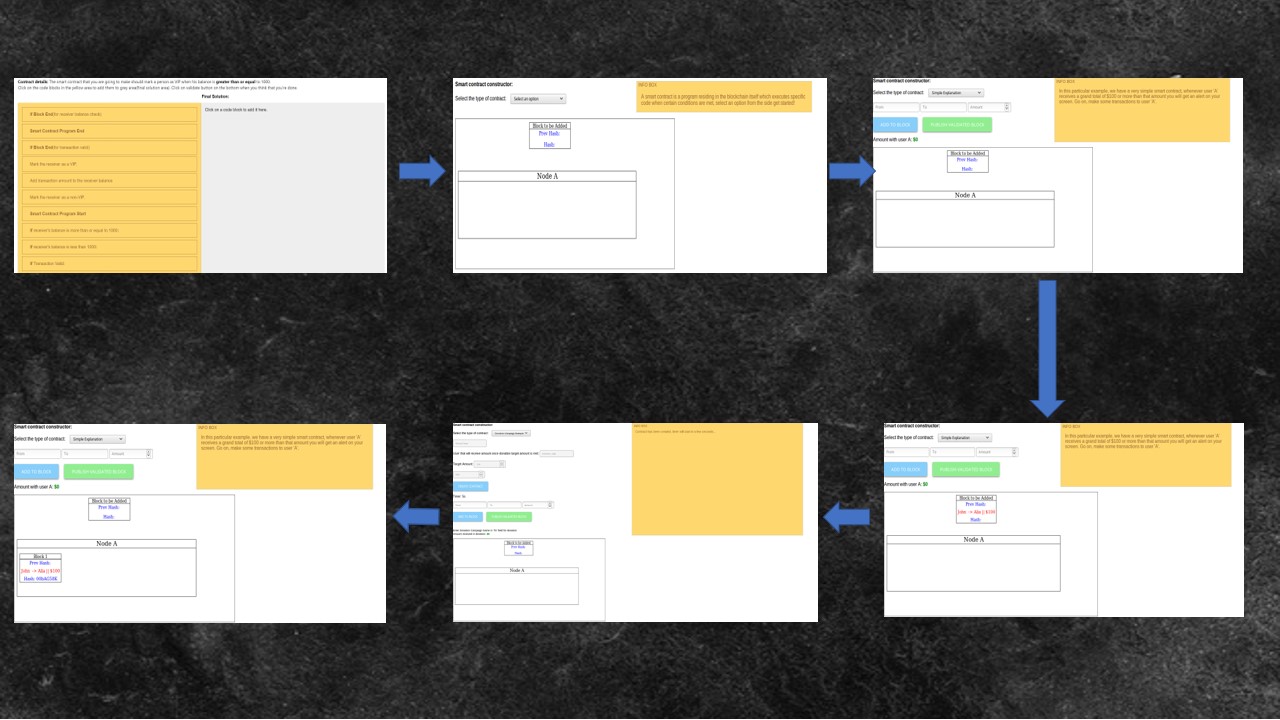 Contract details: The smart contract that you are going to make should mark a person as VIP when his balance is greater than or equal to 1000.
Click on the code blocks in the yellow area to add them to grey area(final solution area). Click on validate button on the bottom when you think that you're done.
Final Solution:
Click on a code block to add it here.
If Block End(for receiver balance check)
Smart Contract Program End
If Block End(for transaction valid)
Mark the receiver as a VIP
Add transaction amount to the receiver balance
Mark the receiver as a non VIP
Smart Contract Program Start
If receiver's balance is more than or equal to 1000)
If receiver's balance is less than 1000
If Transaction Valid
Smart contract constructor:
Select the type of contract: Select an option
INFO BOX
A smart contract is a program residing in the blockchain itself which executes specific
code when certain conditions are met, select an option from the side get started!
Block to be Added
Prev Hash:
Hash:
Node A
Smart contract constructor:
Select the type of contract: Simple Explanation
From To Amount
ADD TO BLOCK PUBLISH VALIDATED BLOCK
Amount with user A: $0
INFO BOX
In this particular example, we have a very simple smart contract, whenever user 'A'
receives a grand total of $100 or more than that amount you will get an alert on your
screen. Go on, make some transactions to user 'A'.
Block to be Added
Prev Hash:
Hash:
Node A
Smart contract constructor:
Select the type of contract: Simple Explanation
From To Amount
ADD TO BLOCK PUBLISH VALIDATED BLOCK
Amount with user A: $0
INFO BOX
In this particular example, we have a very simple smart contract, whenever user 'A'
receives a grand total of $100 or more than that amount you will get an alert on your
screen. Go on, make some transactions to user 'A'.
Block to be Added
Prev Hash:
Hash:
Node A
Block 1
Prev Hash:
John -> Alia || $100
Smart contract constructor:
Select the type of contract:
Target Amount:
Block to be Added
Prev Hash:
Hash:
Node A
Smart contract constructor:
Select the type of contract: Simple Explanation
From To Amount
ADD TO BLOCK PUBLISH VALIDATED BLOCK
Amount with user A: $0
INFO BOX
In this particular example, we have a very simple smart contract, whenever user 'A'
receives a grand total of $100 or more than that amount you will get an alert on your
screen. Go on, make some transactions to user 'A'.
Block to be Added
Prev Hash:
John -> Alia || $100
Hash:
Node A